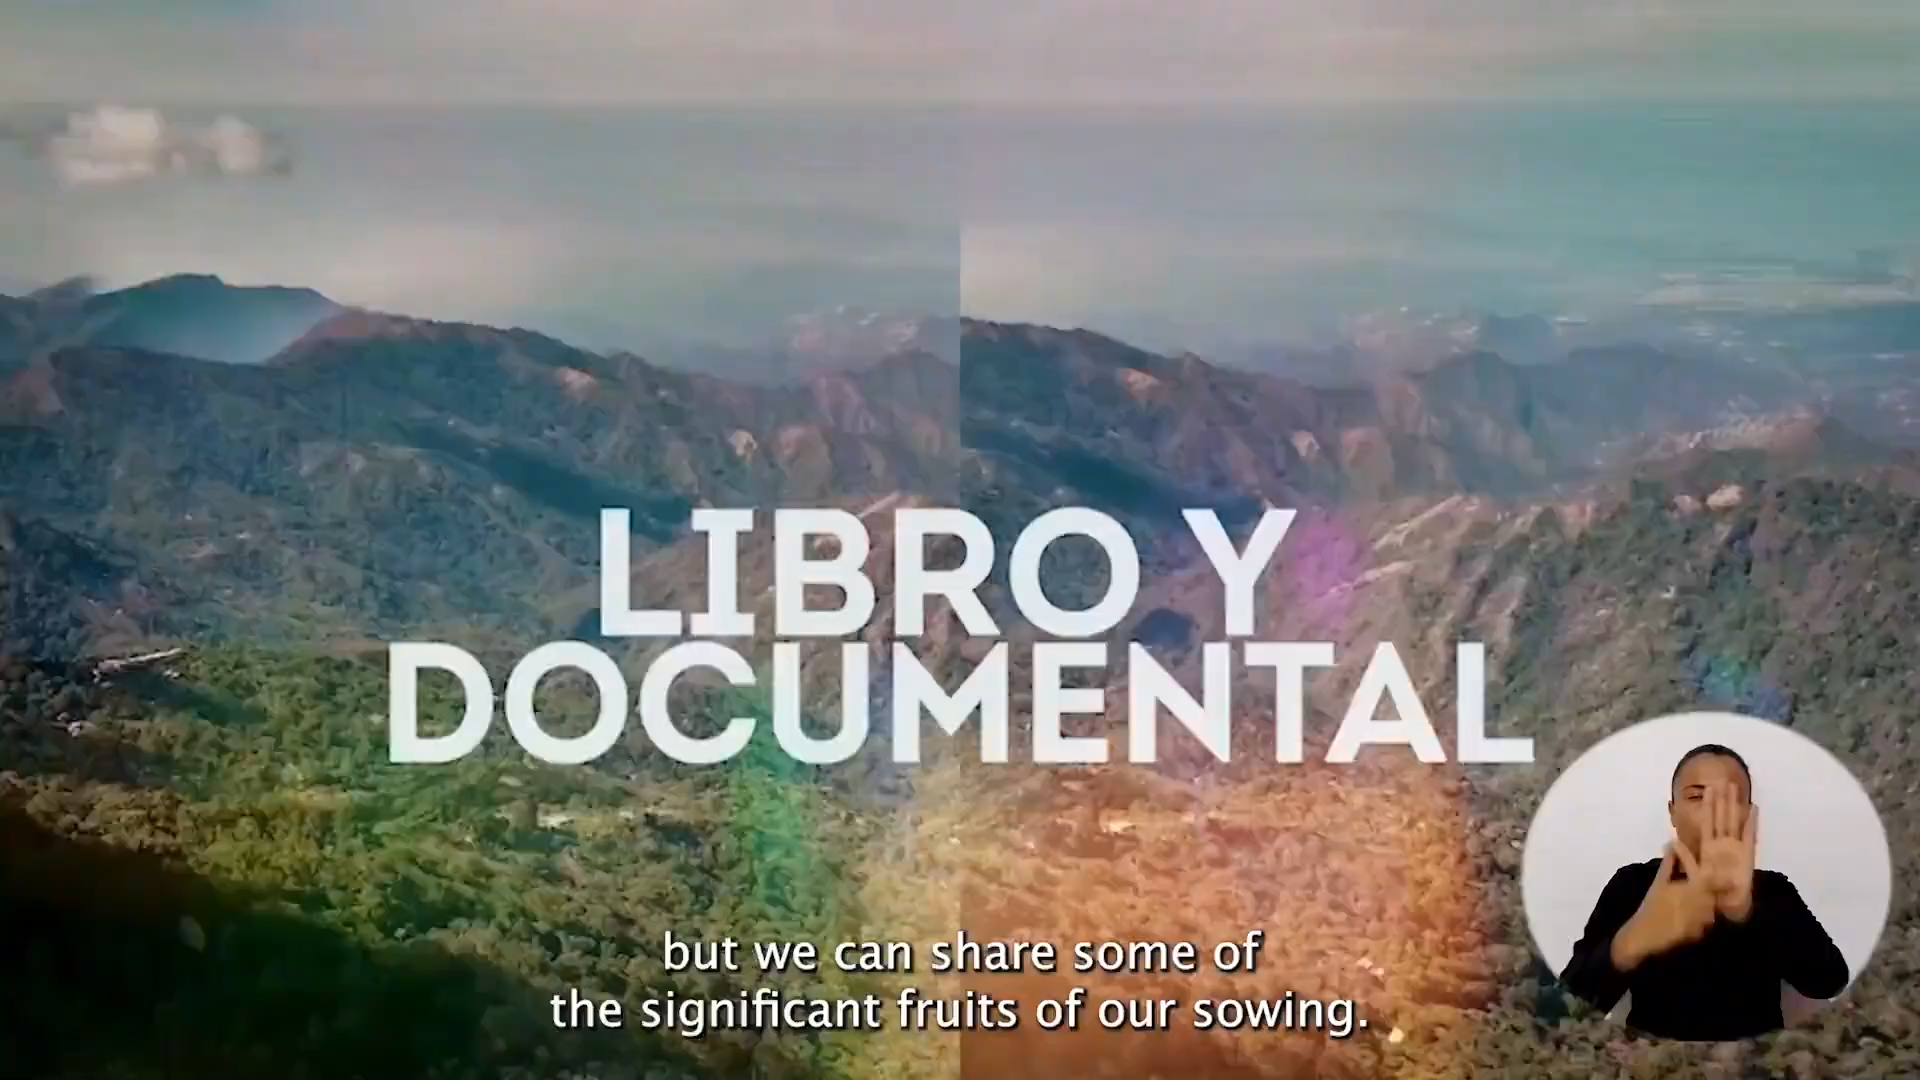 LIBRO Y
DOCUMENTAL
but we can share some of
the significant fruits of our sowing.